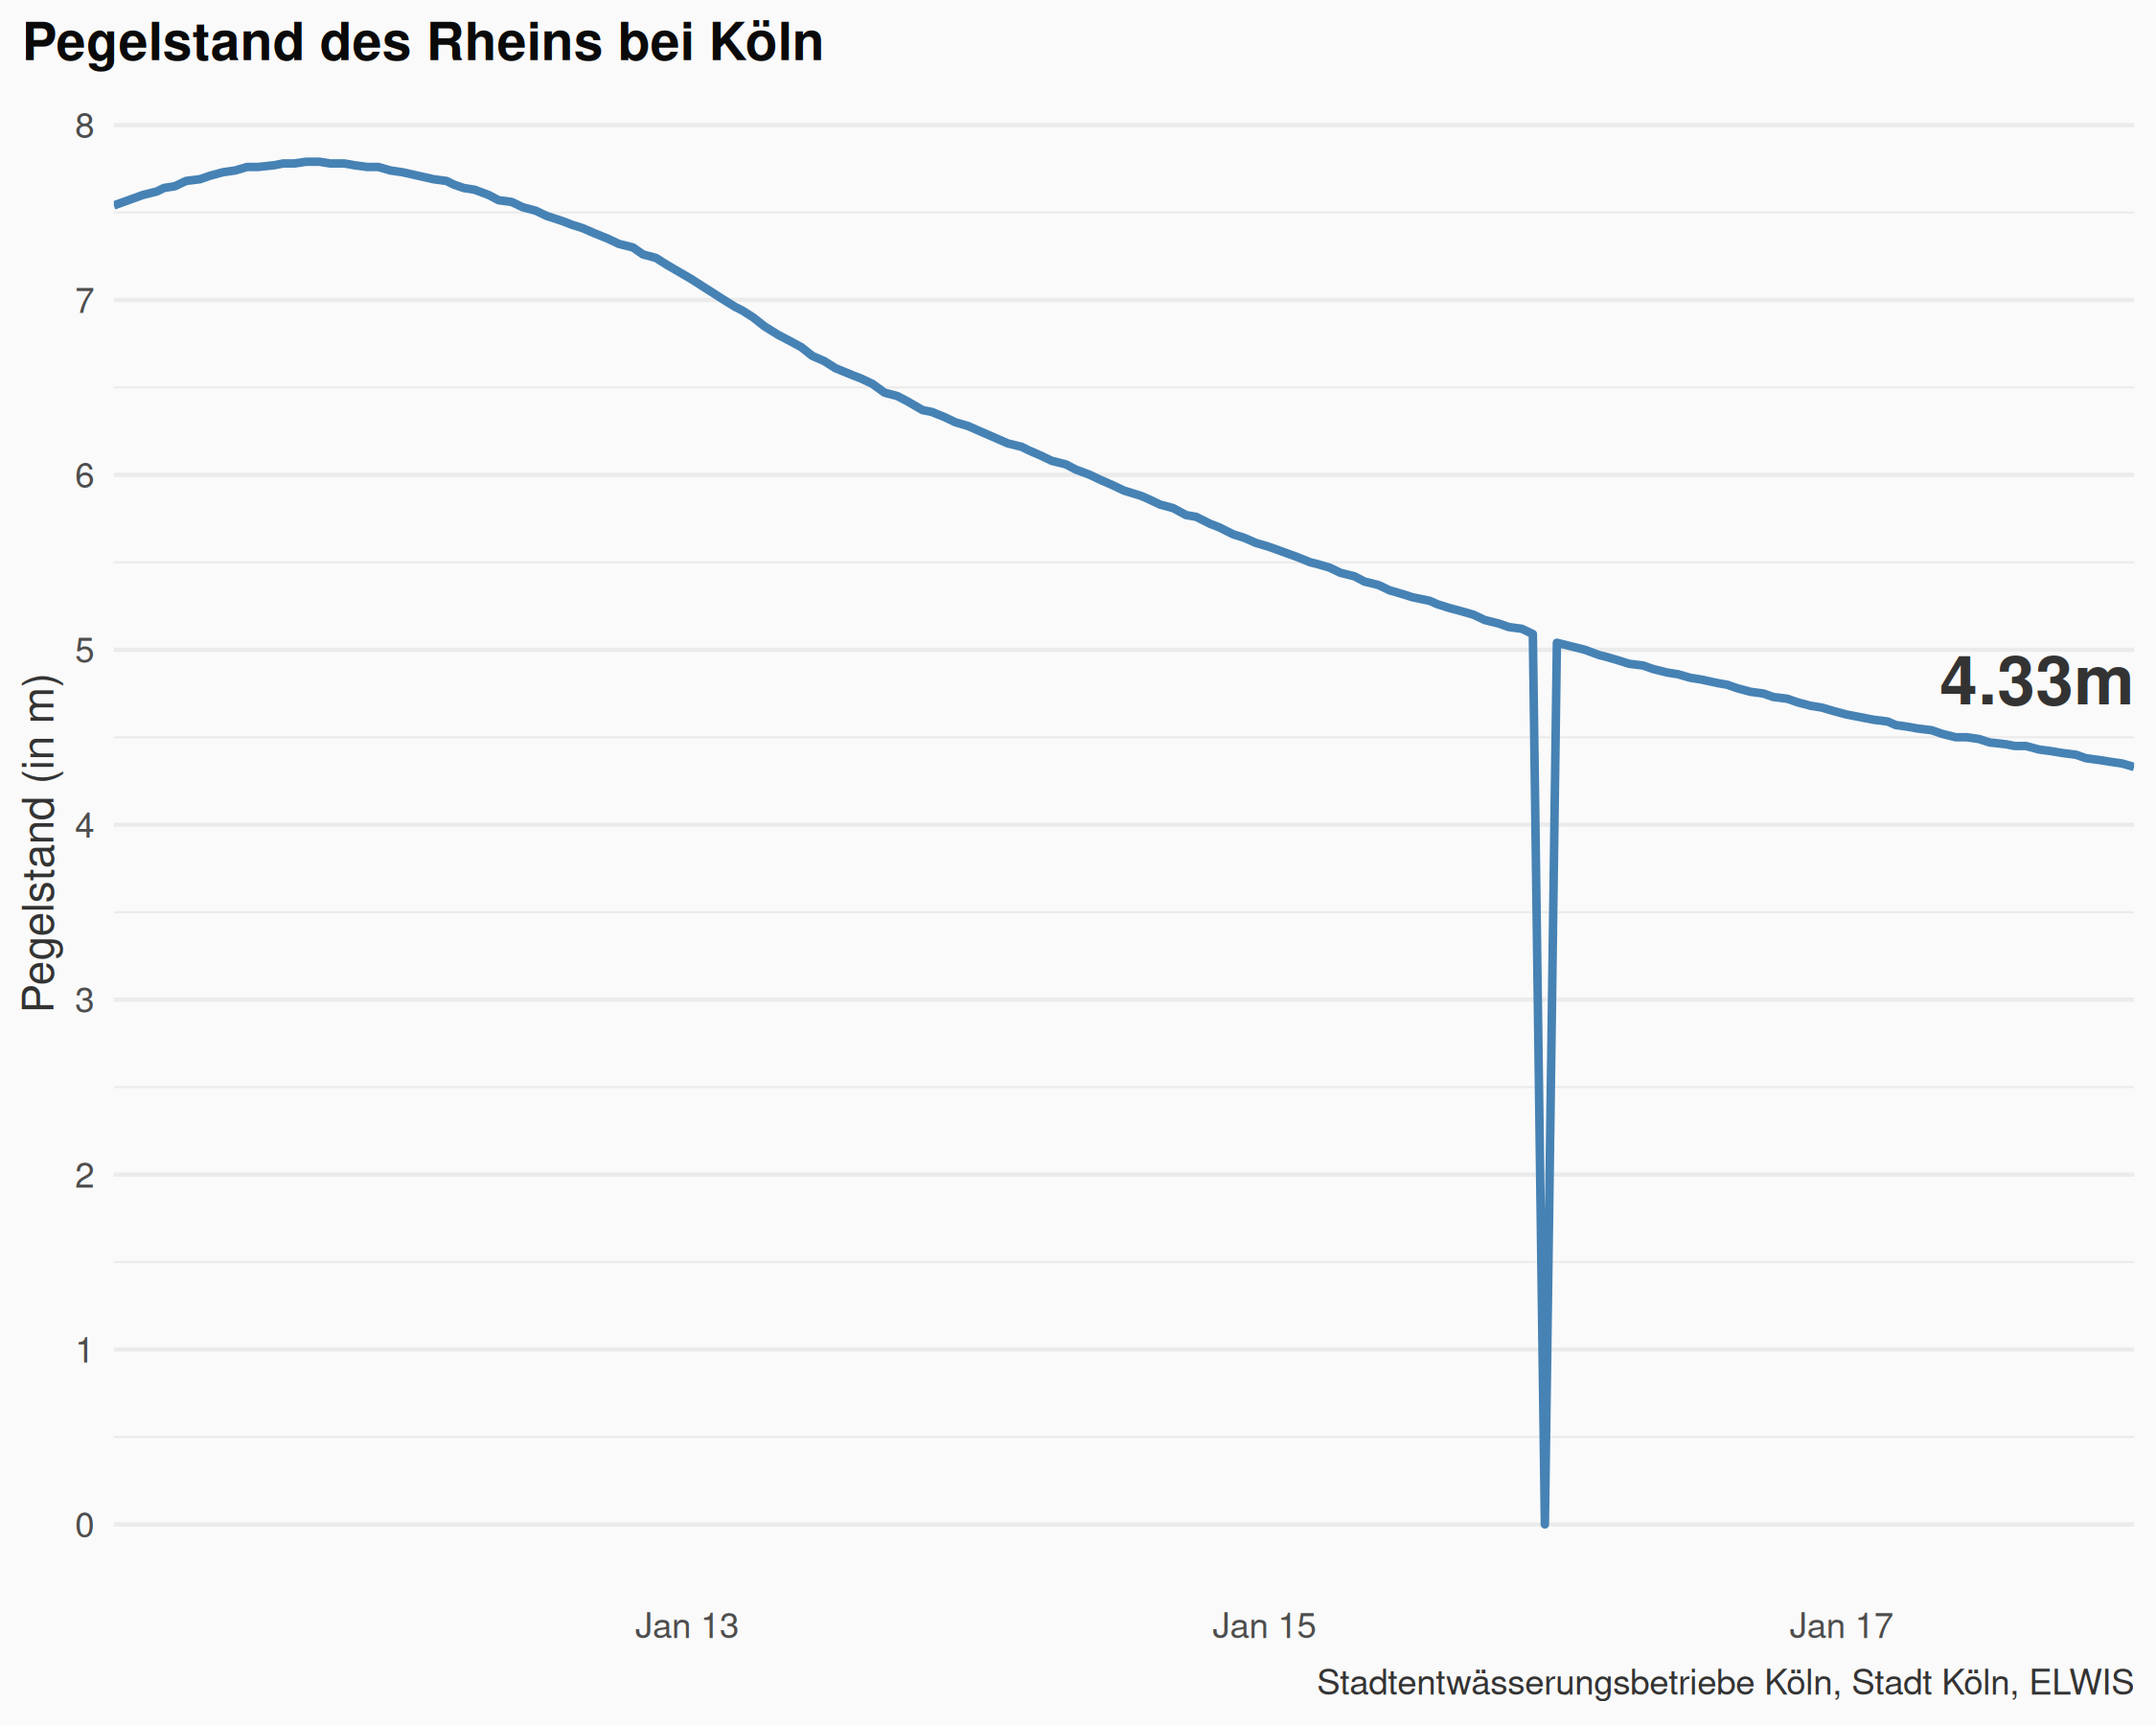 Pegelstand des Rheins bei Köln
Pegelstand (in m)
8
7
6
5
4
3
2
1
0
4.33m
Jan 13
Jan 15
Jan 17
Stadtentwässerungsbetriebe Köln, Stadt Köln, ELWIS